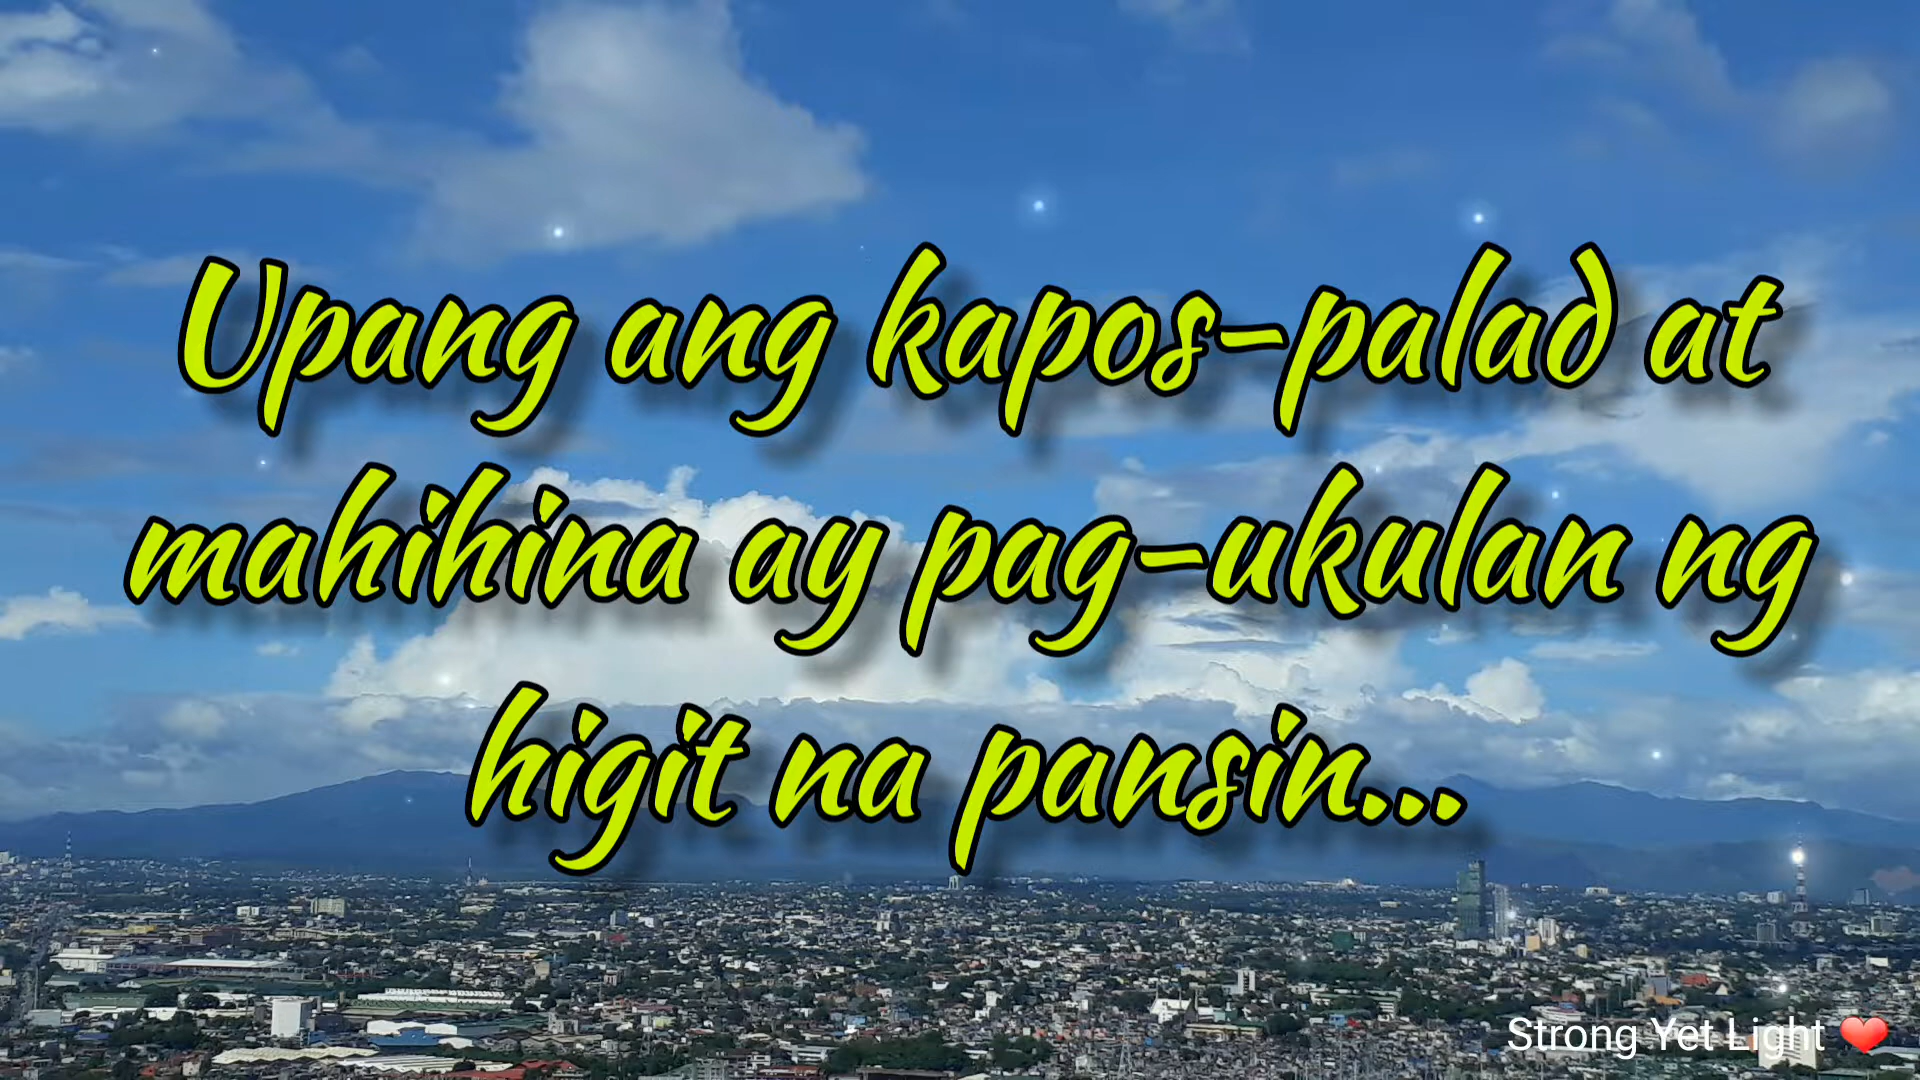 Upang ang kapos-palad at
mahihina ay pag-ukulan ng
higit na pansin...
Strong Yet Light ❤